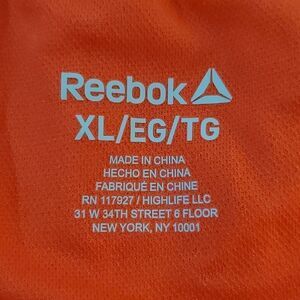 Reebok
XL/EG/TG
MADE IN CHINA
HECHO EN CHINA
FABRIQUÉ EN CHINE
RN 117927 / HIGHLIFE LLC
31 W 34TH STREET 6 FLOOR
NEW YORK, NY 10001